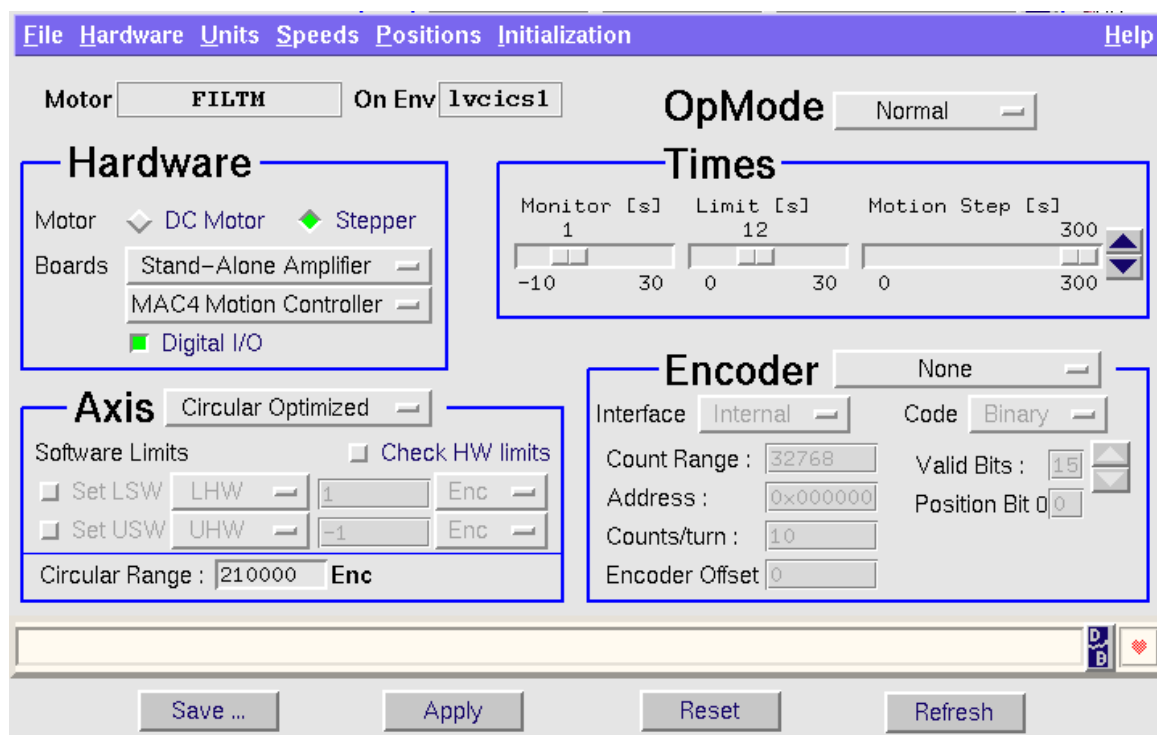 File Hardware Units Speeds Positions Initialization Help
Motor FILTM On Env lvcics1 OpMode Normal
Hardware
Motor DC Motor Stepper
Boards Stand-Alone Amplifier
MAC4 Motion Controller
Digital I/O
Times
Monitor [s] Limit [s] Motion Step [s]
1 12 300
-10 30 0 30 0 300
Axis Circular Optimized
Software Limits Check HW limits
Set LSW LHW 1 Enc
Set USW UHW -1 Enc
Circular Range : 210000 Enc
Encoder None
Interface Internal Code Binary
Count Range : 32768 Valid Bits : 15
Address : 0x000000 Position Bit 0 0
Counts/turn : 10
Encoder Offset 0
D B
Save ... Apply Reset Refresh